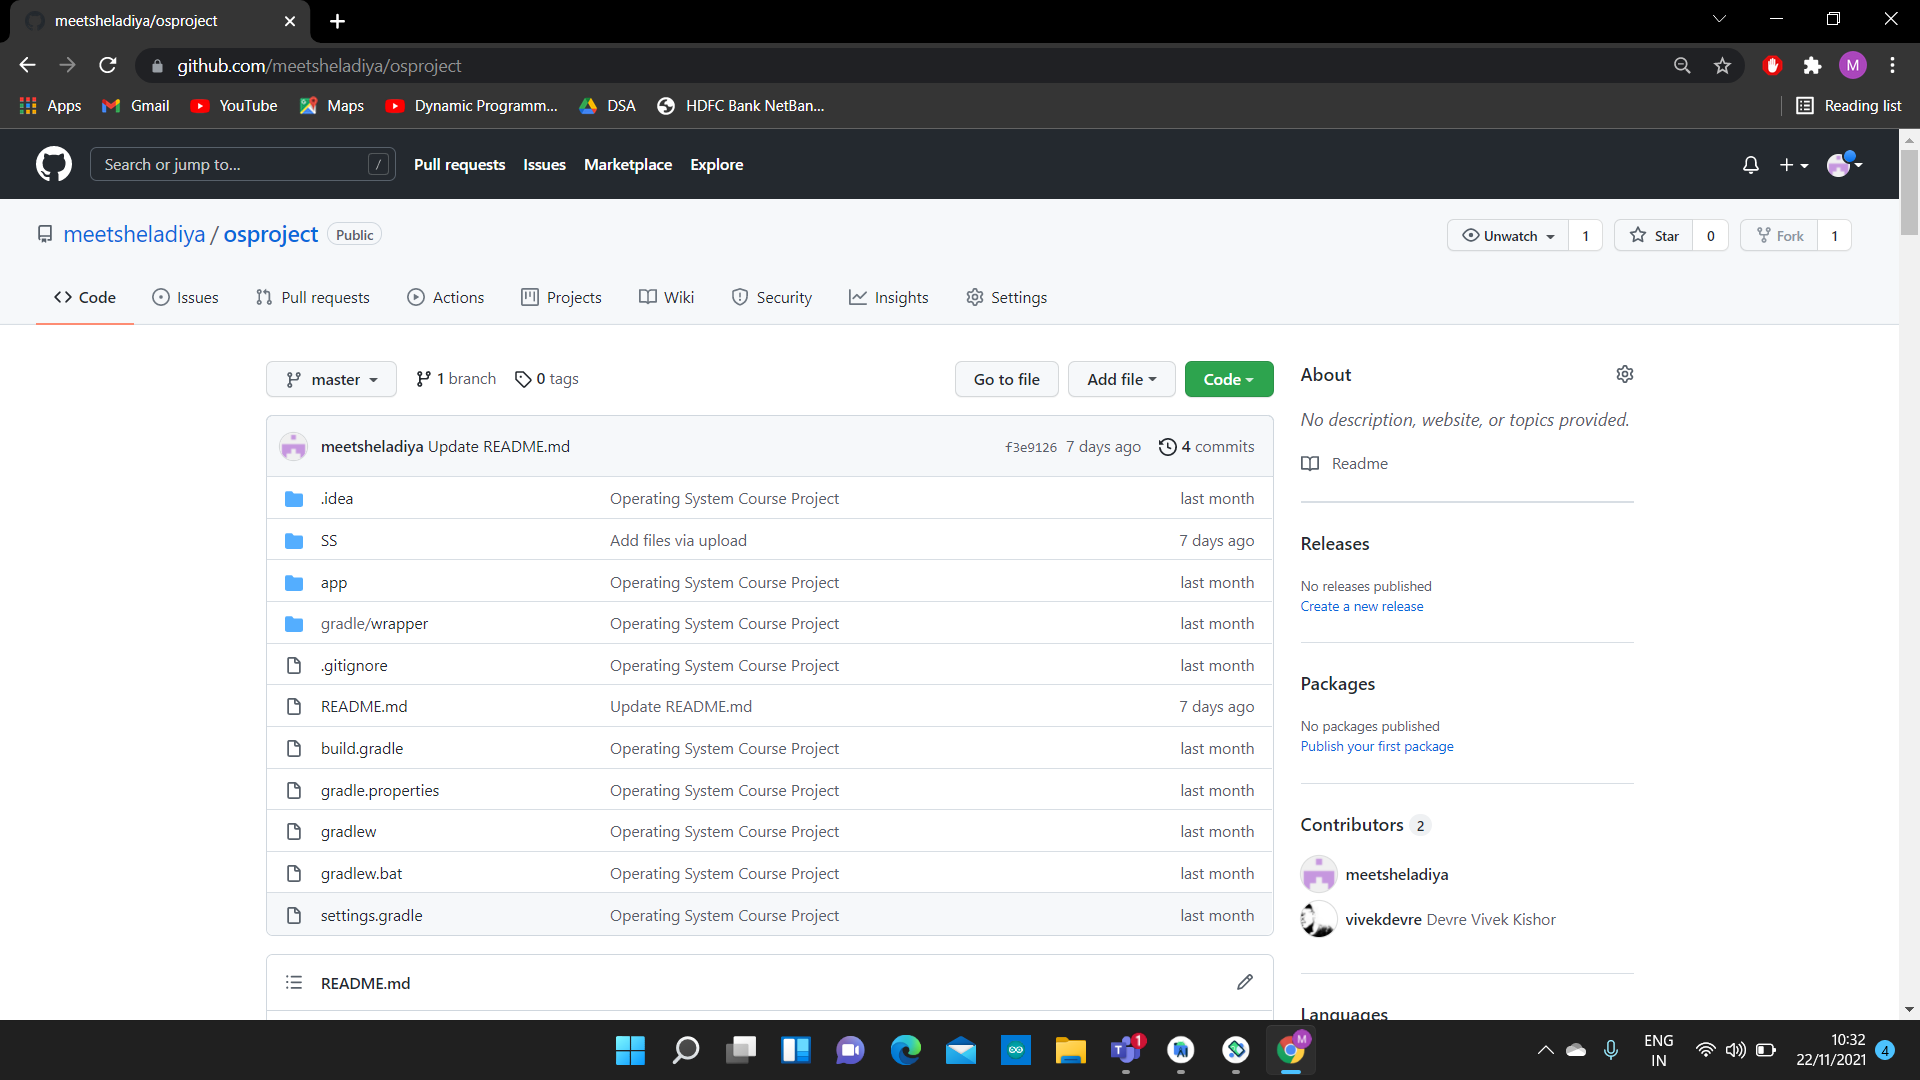 meetsheladiya/osproject
github.com/meetsheladiya/osproject
M
Apps Gmail YouTube Maps Dynamic Programm... DSA HDFC Bank NetBan... Reading list
Search or jump to... / Pull requests Issues Marketplace Explore
meetsheladiya / osproject Public Unwatch 1 Star 0 Fork 1
Code Issues Pull requests Actions Projects Wiki Security Insights Settings
master 1 branch 0 tags Go to file Add file Code
meetsheladiya Update README.md f3e9126 7 days ago 4 commits
.idea Operating System Course Project last month
SS Add files via upload 7 days ago
app Operating System Course Project last month
gradle/wrapper Operating System Course Project last month
.gitignore Operating System Course Project last month
README.md Update README.md 7 days ago
build.gradle Operating System Course Project last month
gradle.properties Operating System Course Project last month
gradlew Operating System Course Project last month
gradlew.bat Operating System Course Project last month
settings.gradle Operating System Course Project last month
README.md
About
No description, website, or topics provided.
Readme
Releases
No releases published
Create a new release
Packages
No packages published
Publish your first package
Contributors 2
meetsheladiya
vivekdevre Devre Vivek Kishor
Languages
T 1 M
ENG
IN
10:32
22/11/2021
4